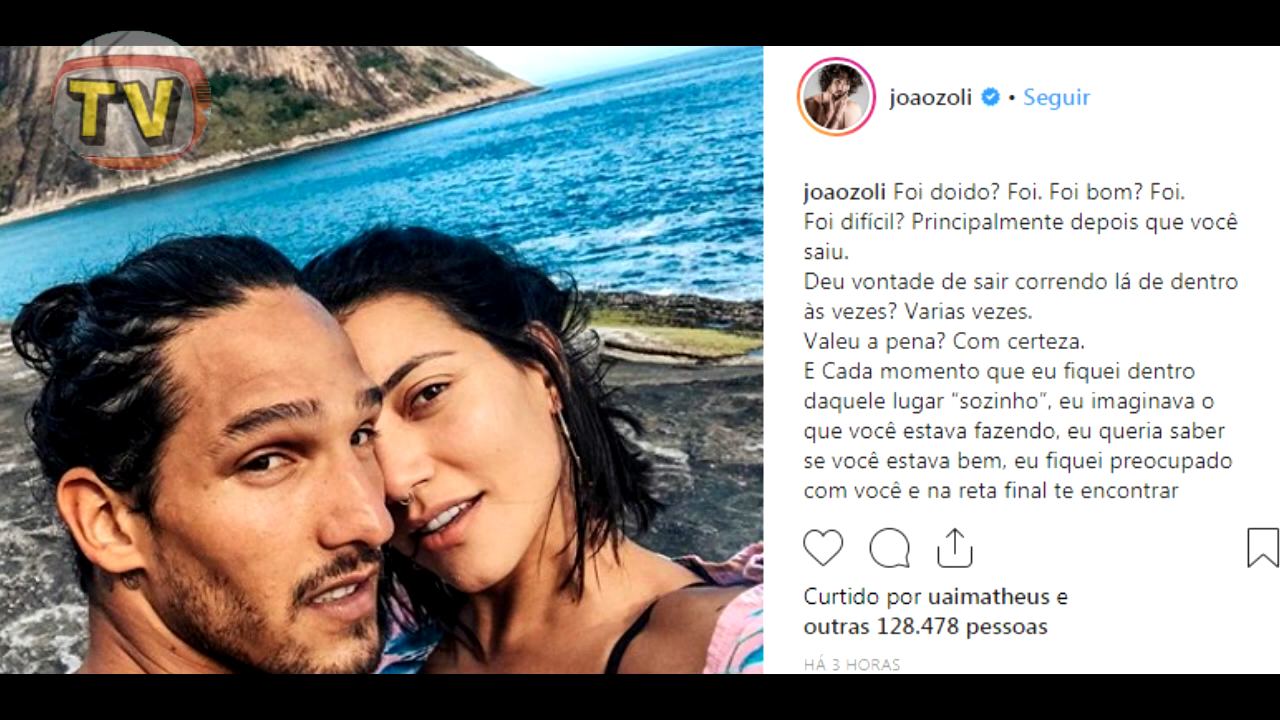 TV
joaozoli • Seguir
joaozoli Foi doido? Foi. Foi bom? Foi.
Foi difícil? Principalmente depois que você
saiu.
Deu vontade de sair correndo lá de dentro
às vezes? Varias vezes.
Valeu a pena? Com certeza.
E Cada momento que eu fiquei dentro
daquele lugar “sozinho”, eu imaginava o
que você estava fazendo, eu queria saber
se você estava bem, eu fiquei preocupado
com você e na reta final te encontrar
Curtido por uaimatheus e
outras 128.478 pessoas
HÁ 3 HORAS